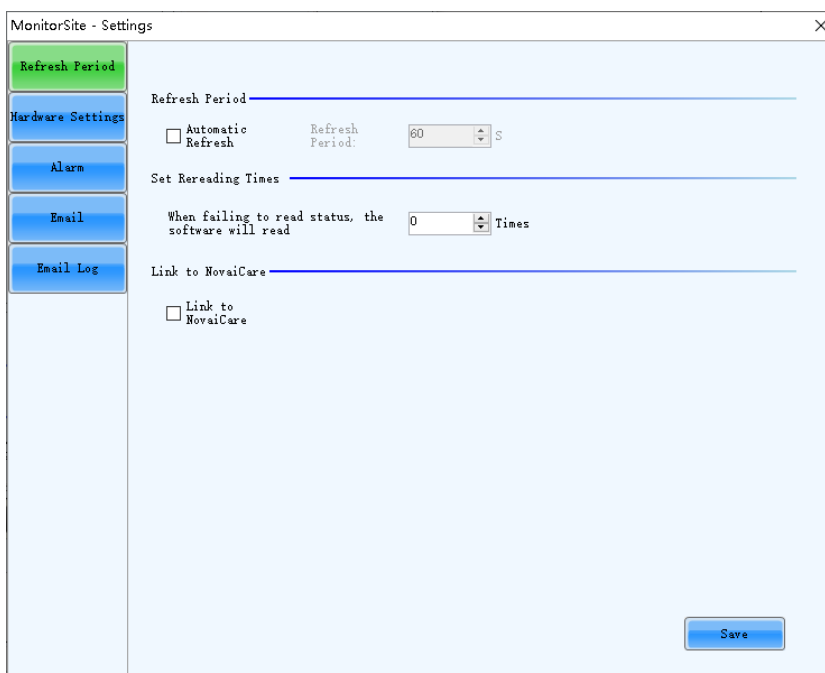 MonitorSite - Settings
Refresh Period
Hardware Settings
Alarm
Email
Email Log
Refresh Period
Automatic
Refresh
Refresh
Period:
60
S
Set Rereading Times
When failing to read status, the
software will read
0
Times
Link to NovaiCare
Link to
NovaiCare
Save